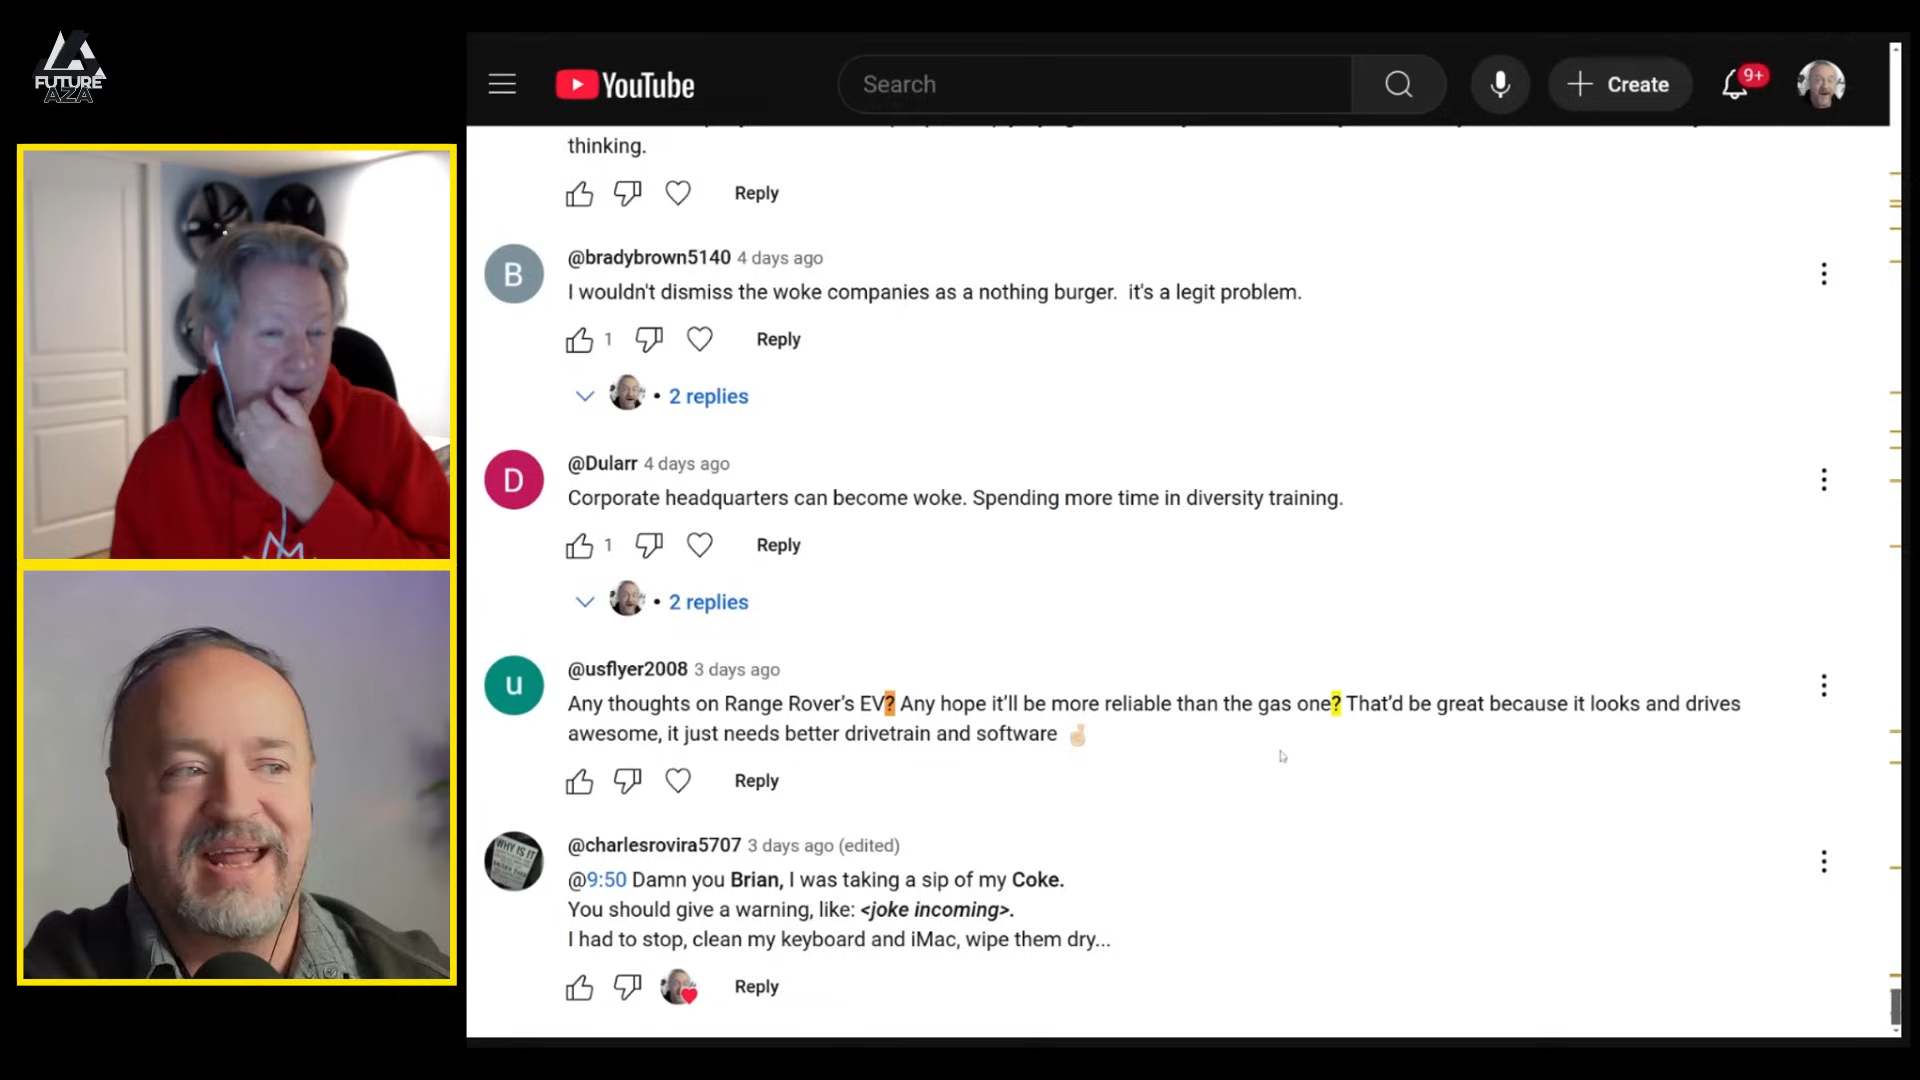 FUTURE
AZA
YouTube
Search
Create
9+
thinking.
Reply
B
@bradybrown5140 4 days ago
I wouldn't dismiss the woke companies as a nothing burger. it's a legit problem.
1
Reply
• 2 replies
D
@Dularr 4 days ago
Corporate headquarters can become woke. Spending more time in diversity training.
1
Reply
• 2 replies
u
@usflyer2008 3 days ago
Any thoughts on Range Rover’s EV? Any hope it’ll be more reliable than the gas one? That’d be great because it looks and drives
awesome, it just needs better drivetrain and software 🤞🏻
Reply
WHY IS IT
@charlesrovira5707 3 days ago (edited)
@9:50 Damn you Brian, I was taking a sip of my Coke.
You should give a warning, like: <joke incoming>.
I had to stop, clean my keyboard and iMac, wipe them dry...
Reply